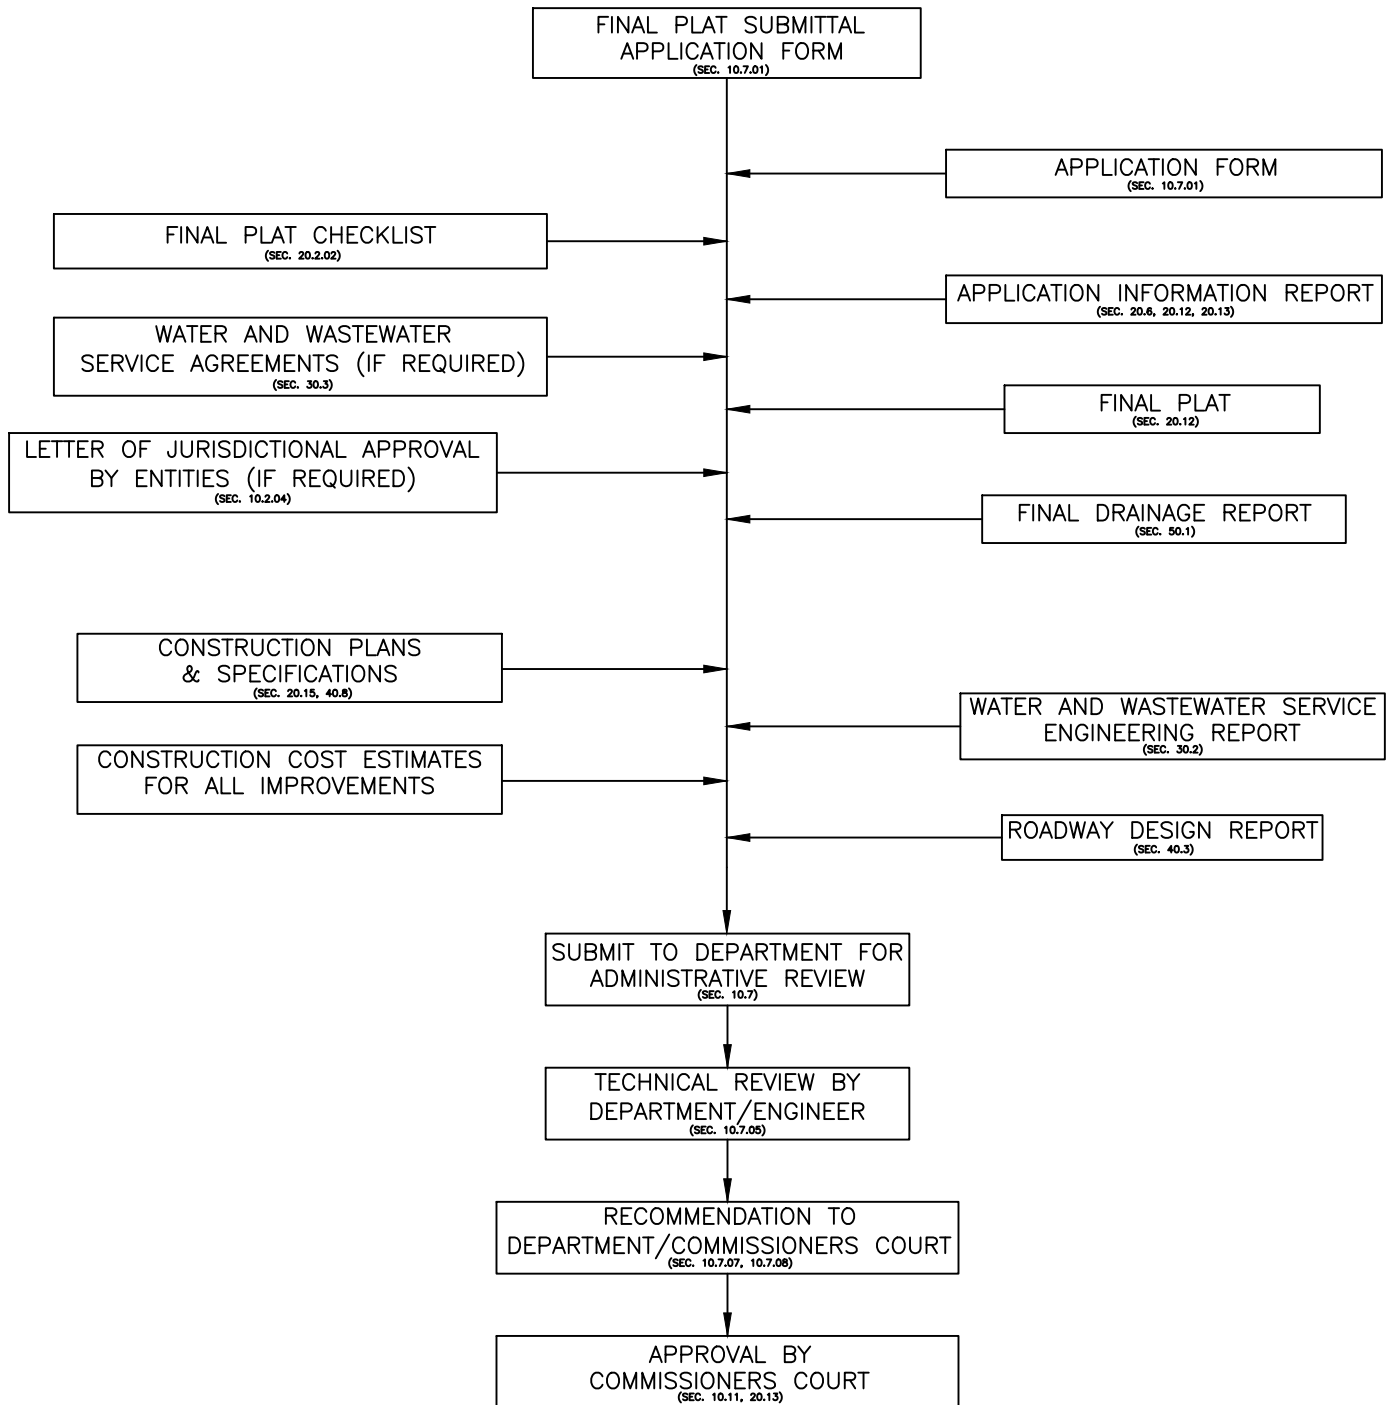 FINAL PLAT SUBMITTAL
APPLICATION FORM
(SEC. 10.7.01)
APPLICATION FORM
(SEC. 10.7.01)
FINAL PLAT CHECKLIST
(SEC. 20.2.02)
APPLICATION INFORMATION REPORT
(SEC. 20.6, 20.12, 20.13)
WATER AND WASTEWATER
SERVICE AGREEMENTS (IF REQUIRED)
(SEC. 30.3)
FINAL PLAT
(SEC. 20.12)
LETTER OF JURISDICTIONAL APPROVAL
BY ENTITIES (IF REQUIRED)
(SEC. 10.2.04)
FINAL DRAINAGE REPORT
(SEC. 50.1)
CONSTRUCTION PLANS
& SPECIFICATIONS
(SEC. 20.15, 40.8)
WATER AND WASTEWATER SERVICE
ENGINEERING REPORT
(SEC. 30.2)
CONSTRUCTION COST ESTIMATES
FOR ALL IMPROVEMENTS
ROADWAY DESIGN REPORT
(SEC. 40.3)
SUBMIT TO DEPARTMENT FOR
ADMINISTRATIVE REVIEW
(SEC. 10.7)
TECHNICAL REVIEW BY
DEPARTMENT/ENGINEER
(SEC. 10.7.05)
RECOMMENDATION TO
DEPARTMENT/COMMISSIONERS COURT
(SEC. 10.7.07, 10.7.08)
APPROVAL BY
COMMISSIONERS COURT
(SEC. 10.11, 20.13)